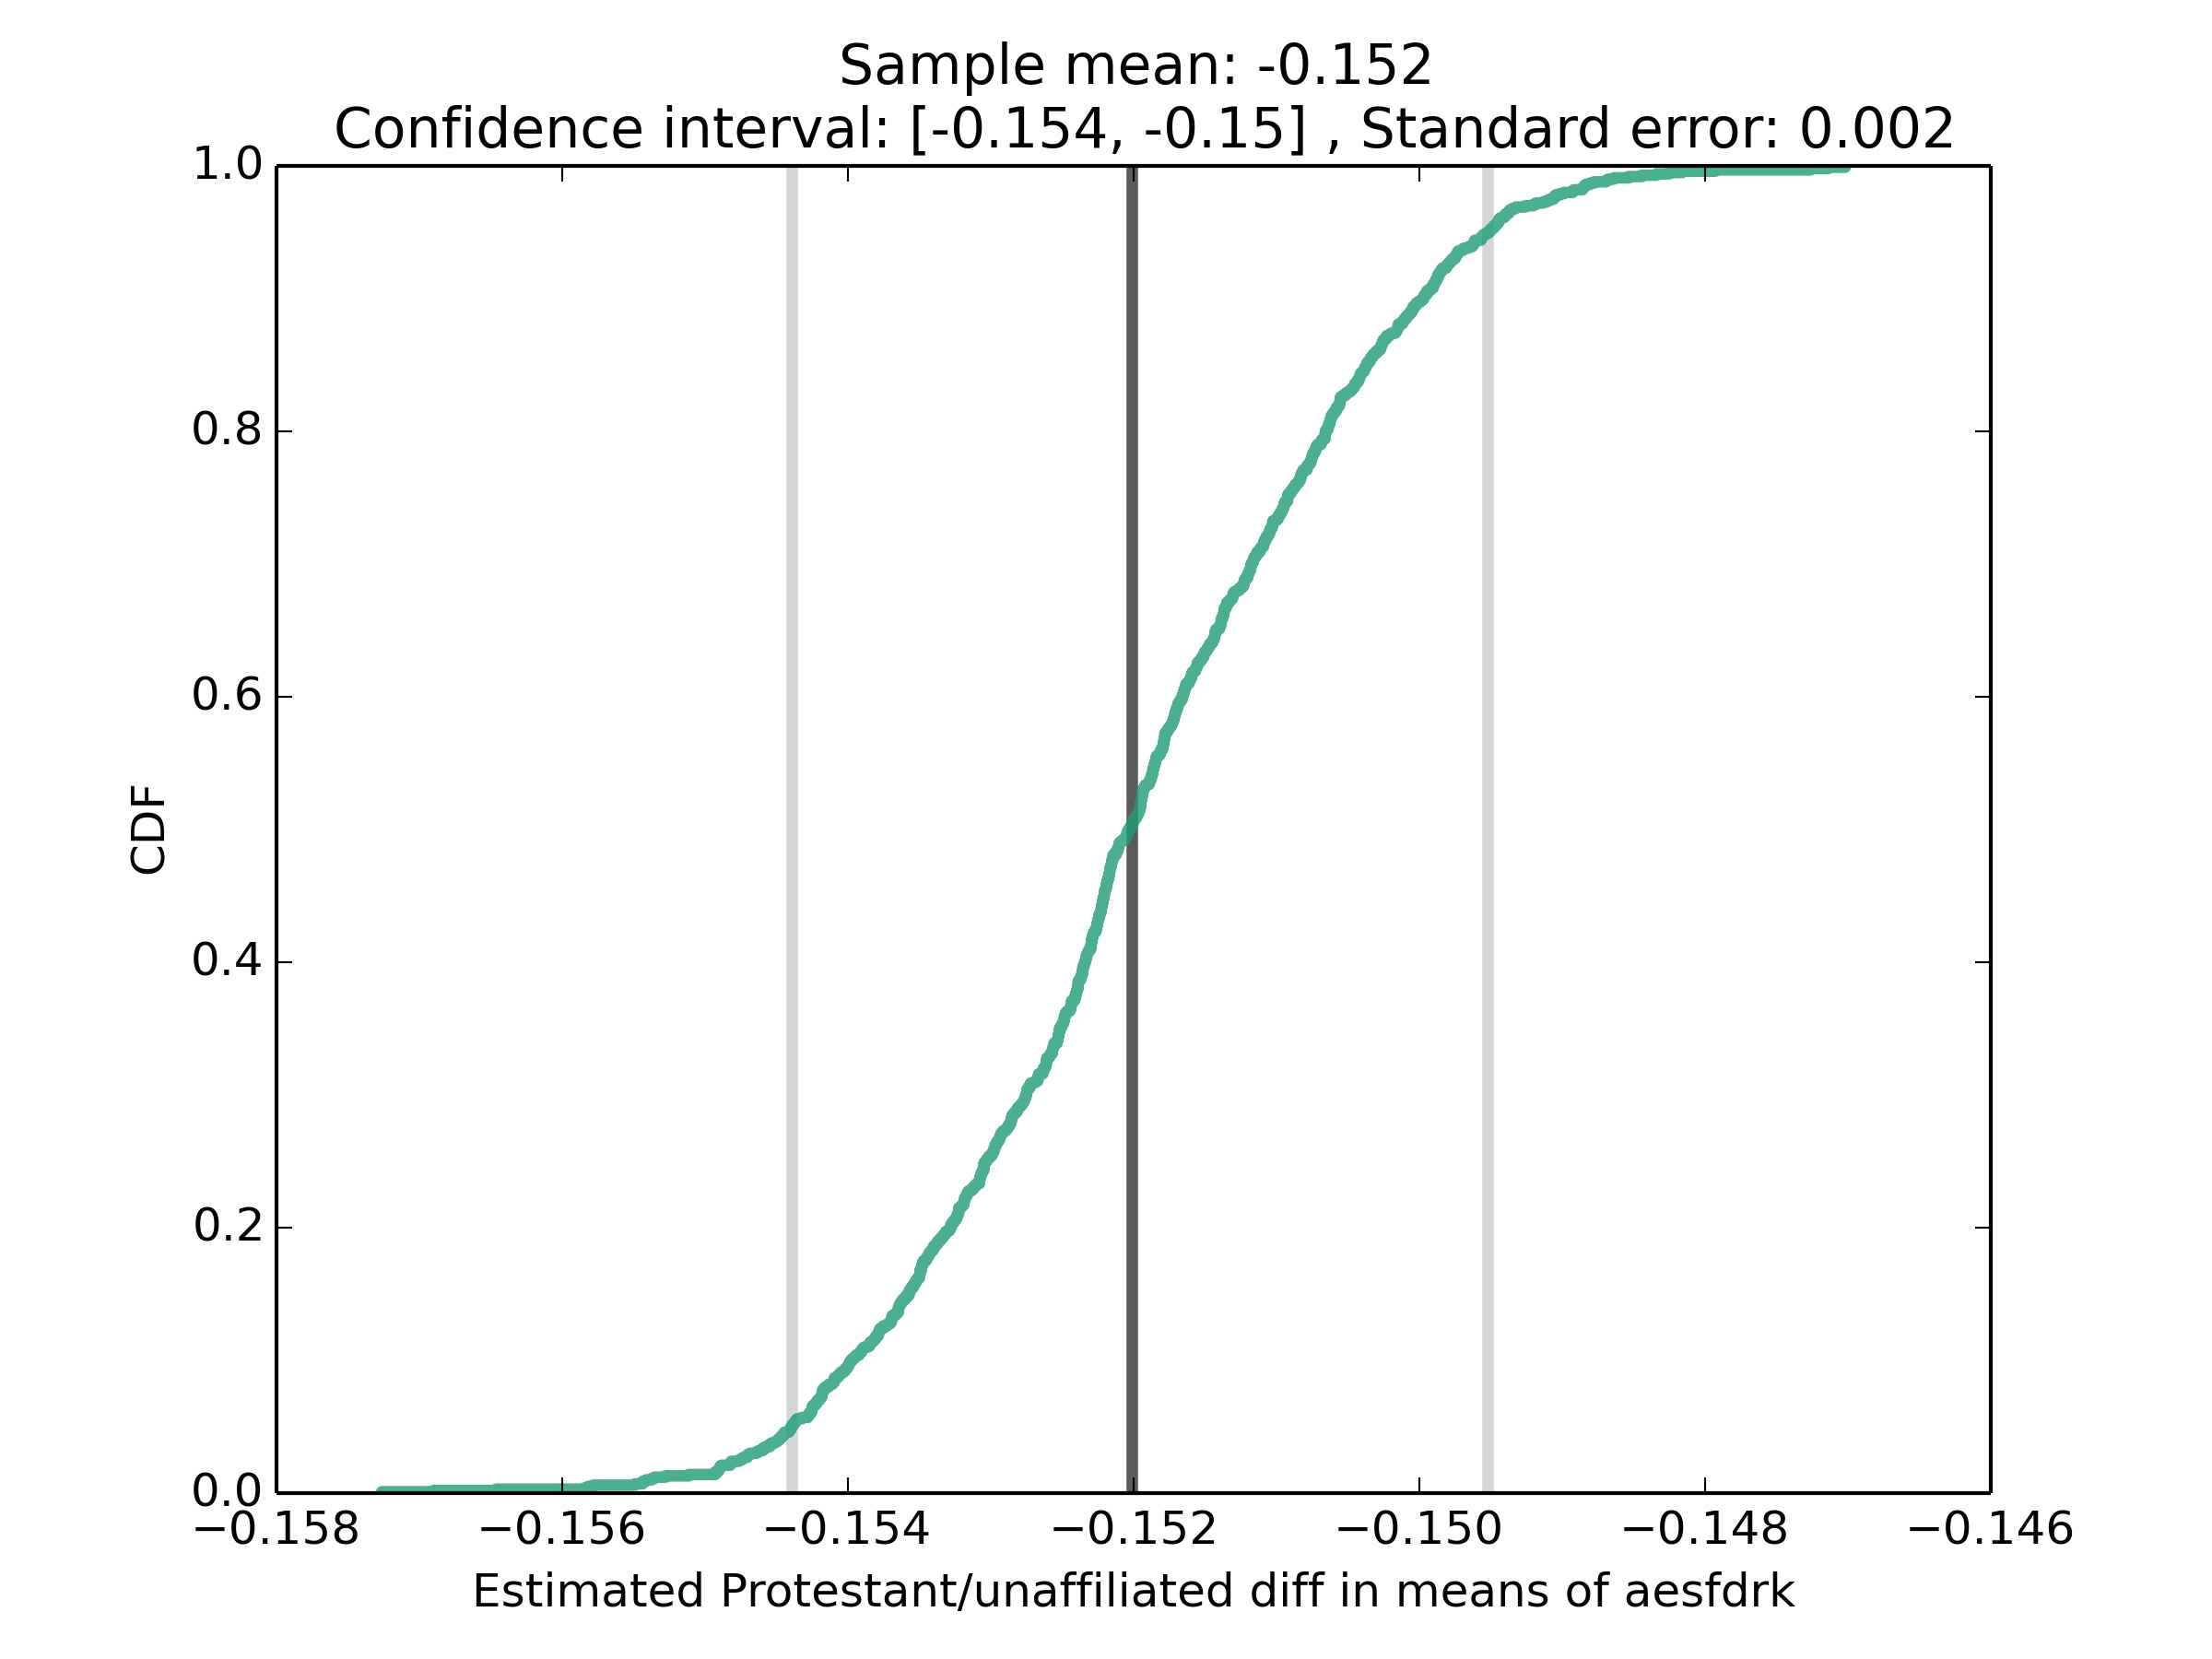 Sample mean: -0.152
Confidence interval: [-0.154, -0.15] , Standard error: 0.002
1.0
0.8
0.6
0.4
0.2
0.0
CDF
−0.158 −0.156 −0.154 −0.152 −0.150 −0.148 −0.146
Estimated Protestant/unaffiliated diff in means of aesfdrk